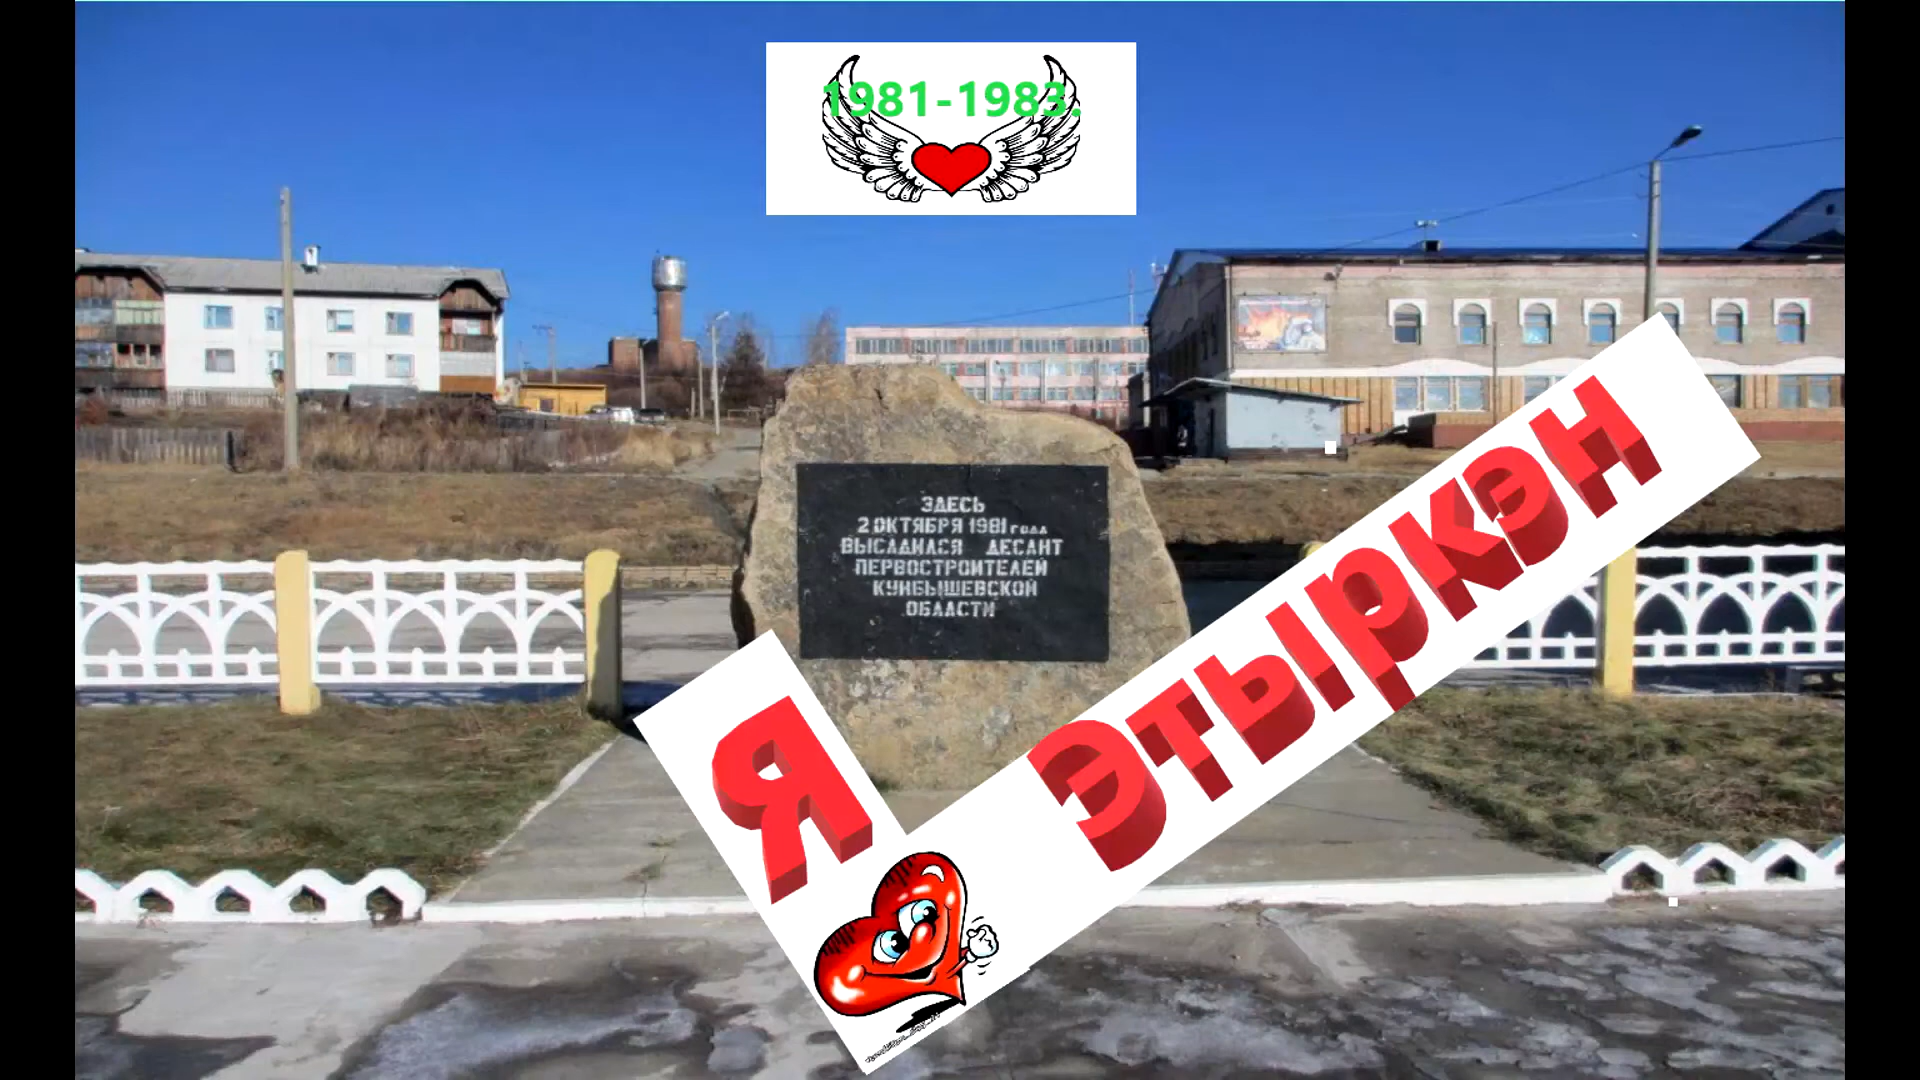 1981-1983.
ЗДЕСЬ
2 ОКТЯБРЯ 1981 ГОДА
ВЫСАДИЛСЯ ДЕСАНТ
ПЕРВОСТРОИТЕЛЕЙ
КУЙБЫШЕВСКОЙ
ОБЛАСТИ
Я
Этыркэн